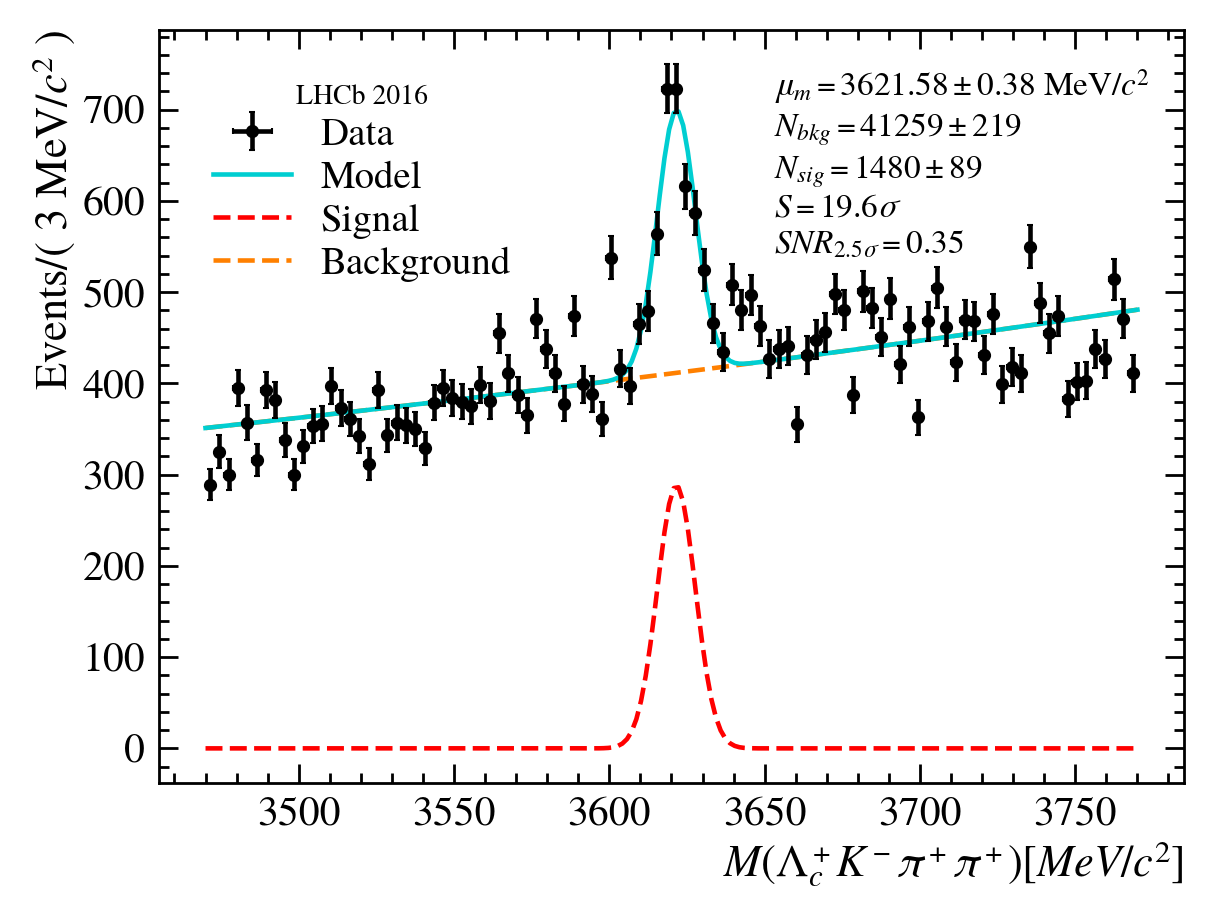 Events/( 3 MeV/c² )
700
600
500
400
300
200
100
0
LHCb 2016
Data
Model
Signal
Background
μₘ = 3621.58 ± 0.38 MeV/c²
N_bkg = 41259 ± 219
N_sig = 1480 ± 89
S = 19.6σ
SNR_2.5σ = 0.35
3500 3550 3600 3650 3700 3750
M(Λ_c⁺K⁻π⁺π⁺)[MeV/c²]